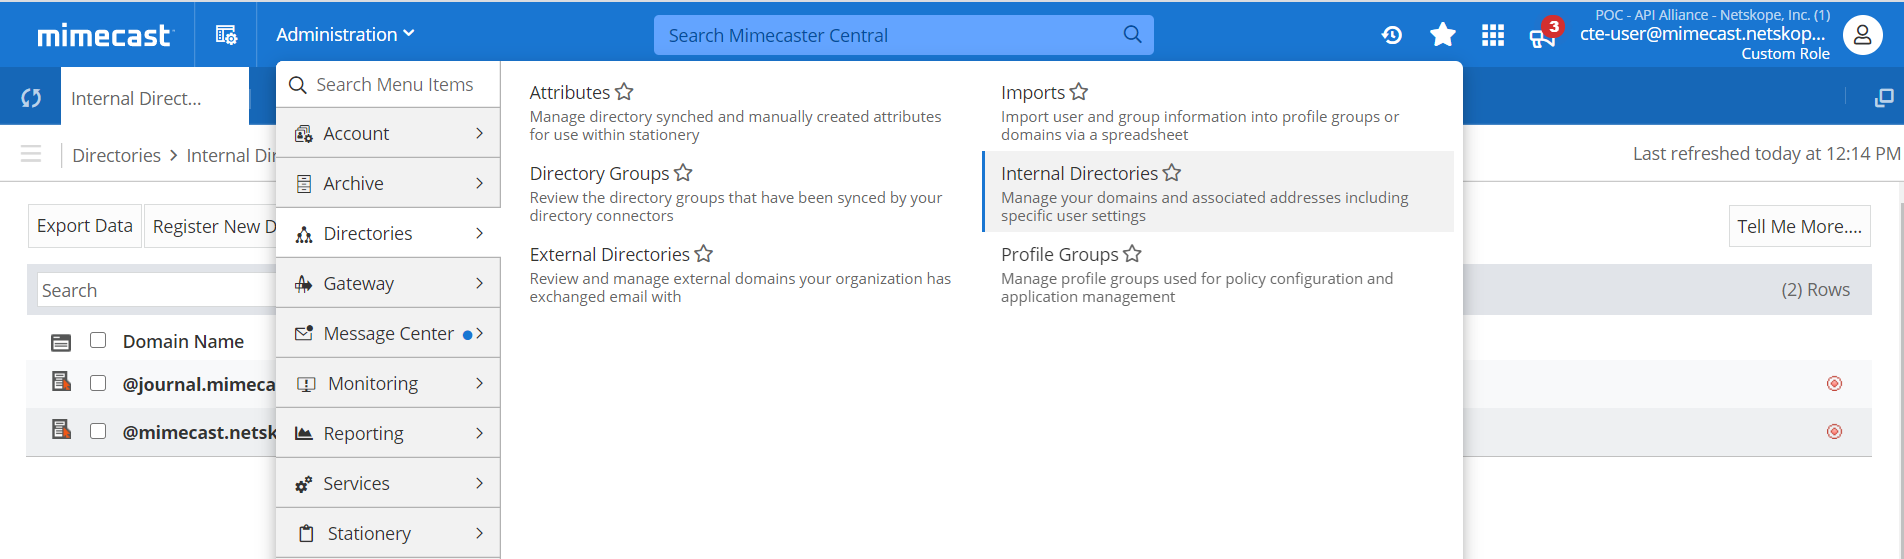 mimecast
Administration
Search Mimecaster Central
3
POC - API Alliance - Netskope, Inc. (1)
cte-user@mimecast.netskop...
Custom Role
Internal Direct...
Directories > Internal Dir
Last refreshed today at 12:14 PM
Export Data
Register New D
Tell Me More....
Search
(2) Rows
Domain Name
@journal.mimeca
@mimecast.netsk
Search Menu Items
Account
Archive
Directories
Gateway
Message Center
Monitoring
Reporting
Services
Stationery
Attributes
Manage directory synched and manually created attributes
for use within stationery
Directory Groups
Review the directory groups that have been synced by your
directory connectors
External Directories
Review and manage external domains your organization has
exchanged email with
Imports
Import user and group information into profile groups or
domains via a spreadsheet
Internal Directories
Manage your domains and associated addresses including
specific user settings
Profile Groups
Manage profile groups used for policy configuration and
application management